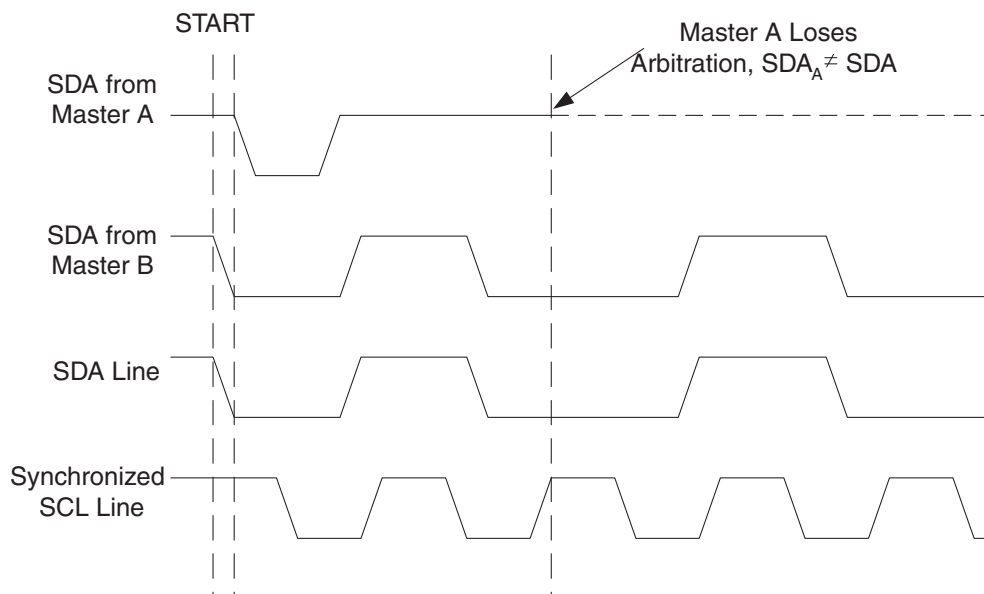 START
Master A Loses
Arbitration, SDA_A ≠ SDA
SDA from
Master A
SDA from
Master B
SDA Line
Synchronized
SCL Line